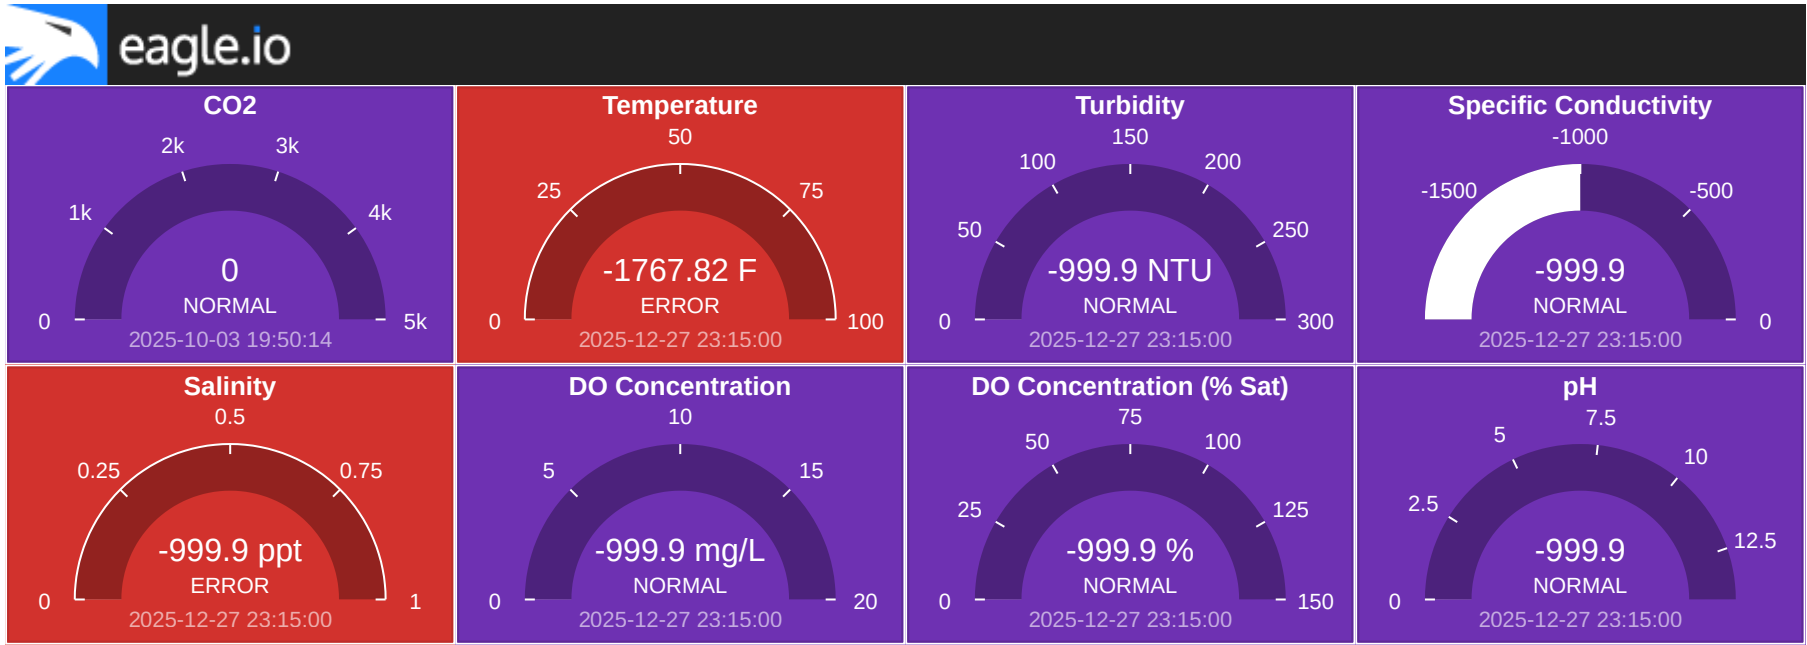 eagle.io
CO2
2k
3k
1k
4k
0
NORMAL
0
5k
2025-10-03 19:50:14
Temperature
50
25
75
-1767.82 F
ERROR
0
100
2025-12-27 23:15:00
Turbidity
150
100
200
50
250
-999.9 NTU
NORMAL
0
300
2025-12-27 23:15:00
Specific Conductivity
-1000
-1500
-500
-999.9
NORMAL
0
2025-12-27 23:15:00
Salinity
0.5
0.25
0.75
-999.9 ppt
ERROR
0
1
2025-12-27 23:15:00
DO Concentration
10
5
15
-999.9 mg/L
NORMAL
0
20
2025-12-27 23:15:00
DO Concentration (% Sat)
75
50
100
25
125
-999.9 %
NORMAL
0
150
2025-12-27 23:15:00
pH
7.5
5
10
2.5
12.5
-999.9
NORMAL
0
2025-12-27 23:15:00